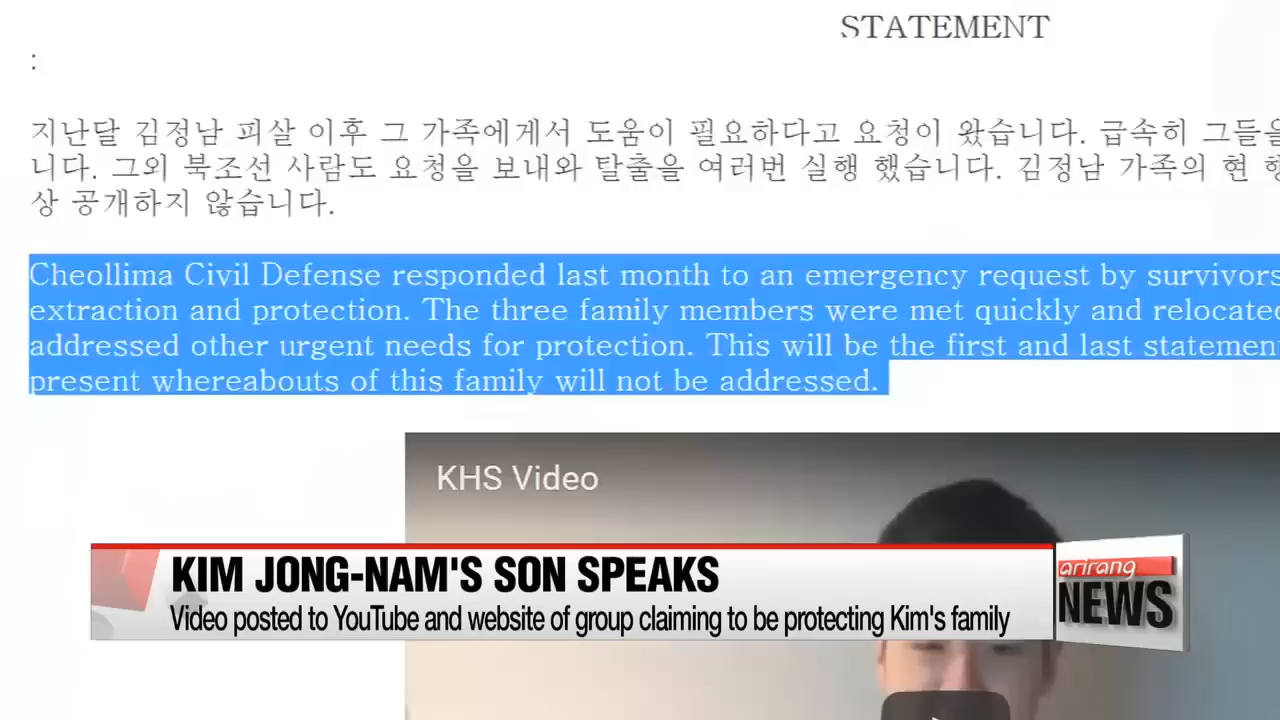 STATEMENT
:
지난달 김정남 피살 이후 그 가족에게서 도움이 필요하다고 요청이 왔습니다. 급속히 그들을
니다. 그외 북조선 사람도 요청을 보내와 탈출을 여러번 실행 했습니다. 김정남 가족의 현
상 공개하지 않습니다.
Cheollima Civil Defense responded last month to an emergency request by survivors
extraction and protection. The three family members were met quickly and relocated
addressed other urgent needs for protection. This will be the first and last statement
present whereabouts of this family will not be addressed.
KHS Video
KIM JONG-NAM'S SON SPEAKS
Video posted to YouTube and website of group claiming to be protecting Kim's family
arirang
NEWS